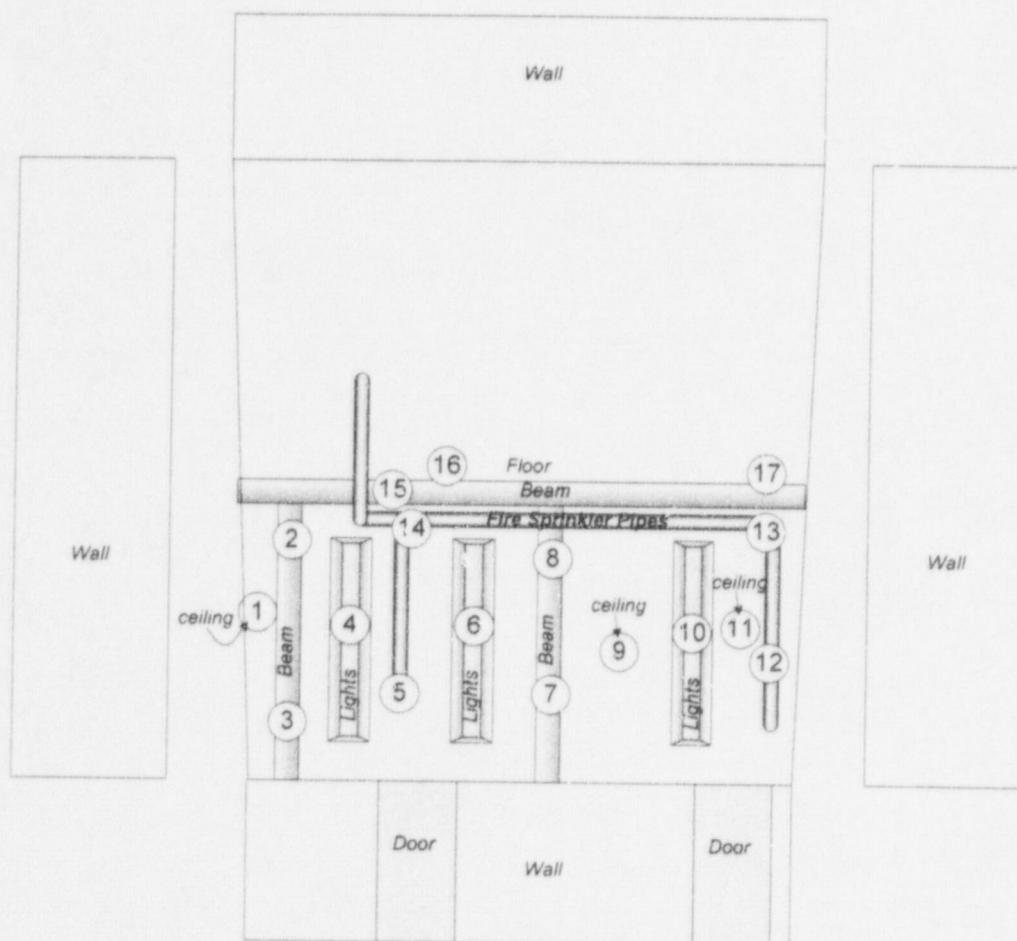 Wall
16
Floor
17
15
Beam
14
Fire Sprinkler Pipes
13
2
8
Wall
Wall
ceiling
1
4
6
ceiling
9
10
ceiling
11
12
Beam
Beam
3
Lights
5
Lights
7
Lights
Door
Wall
Door